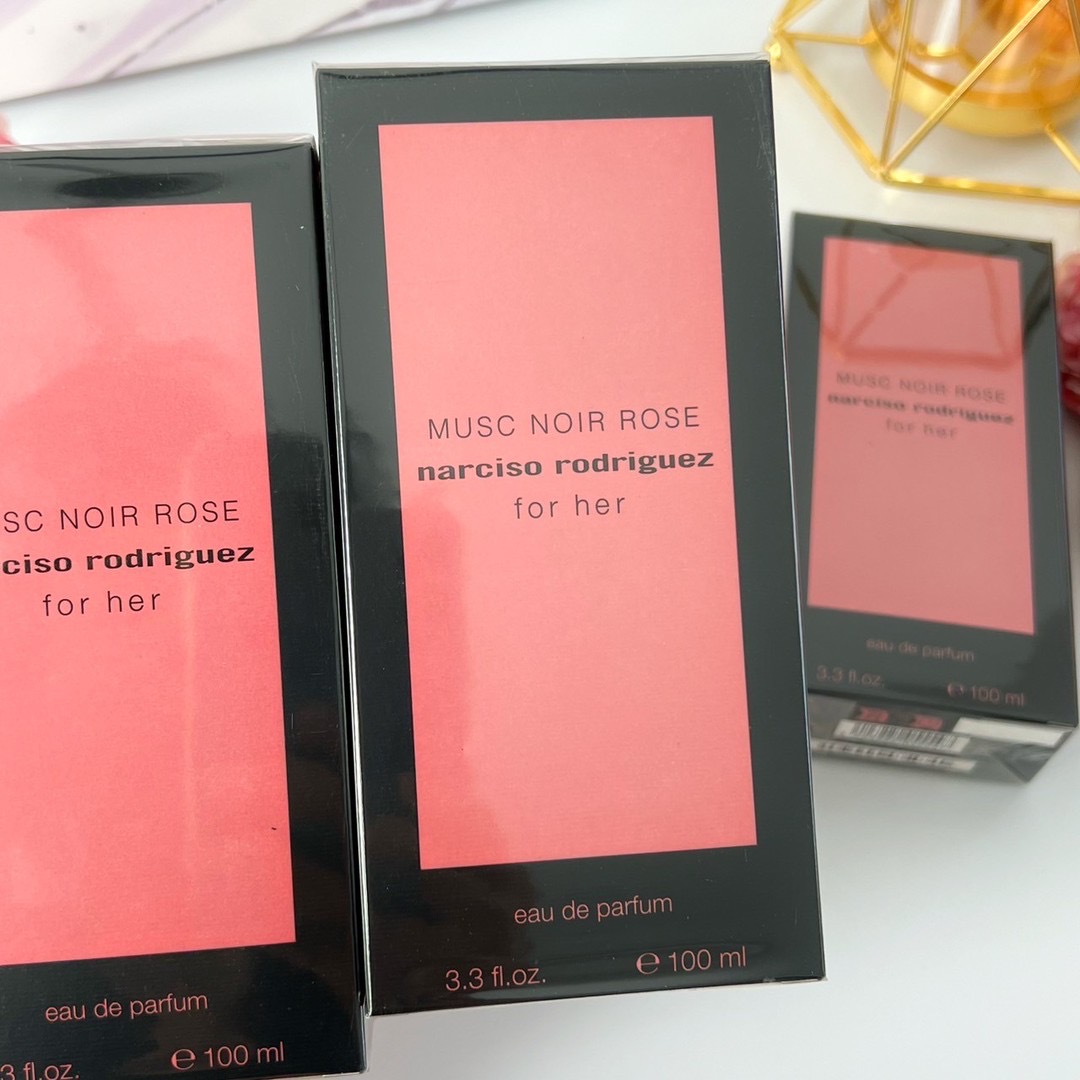 SC NOIR ROSE
ciso rodriguez
for her
eau de parfum
3 fl.oz.
℮ 100 ml
MUSC NOIR ROSE
narciso rodriguez
for her
eau de parfum
3.3 fl.oz.
℮ 100 ml
MUSC NOIR ROSE
narciso rodriguez
for her
eau de parfum
3.3 fl.oz.
℮ 100 ml